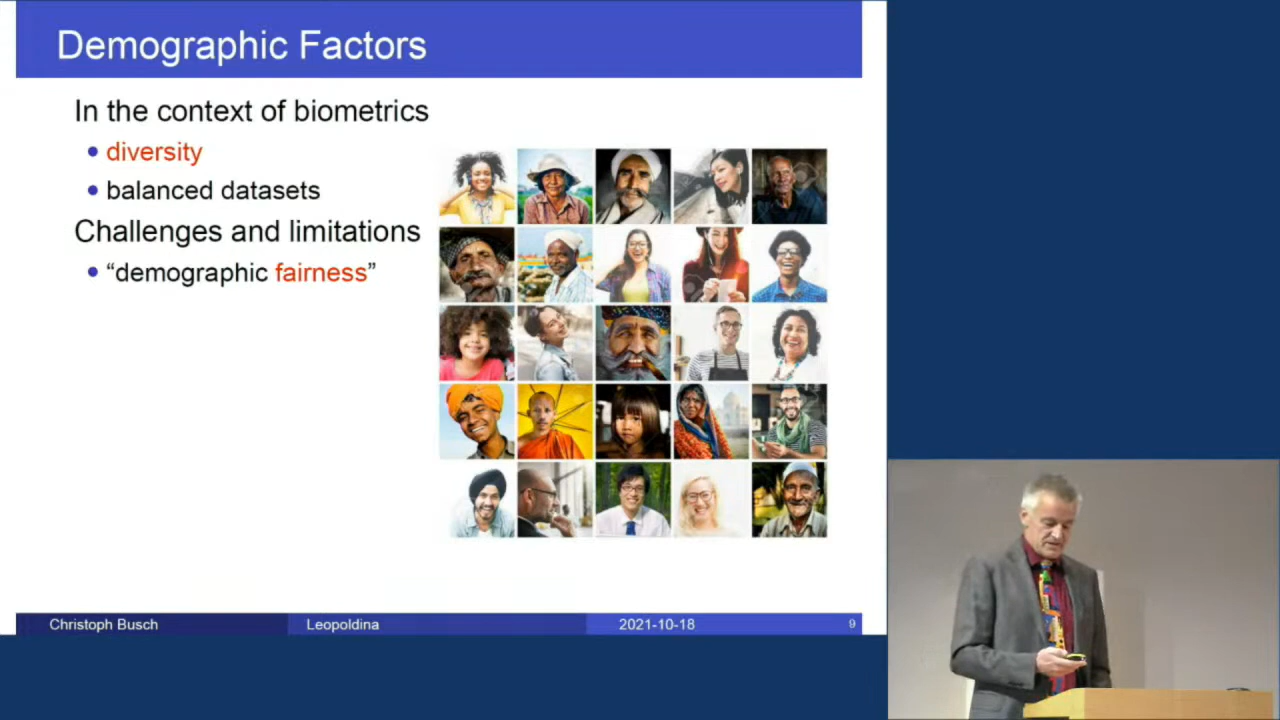 Demographic Factors
In the context of biometrics
• diversity
• balanced datasets
Challenges and limitations
• “demographic fairness”
Christoph Busch
Leopoldina
2021-10-18
9